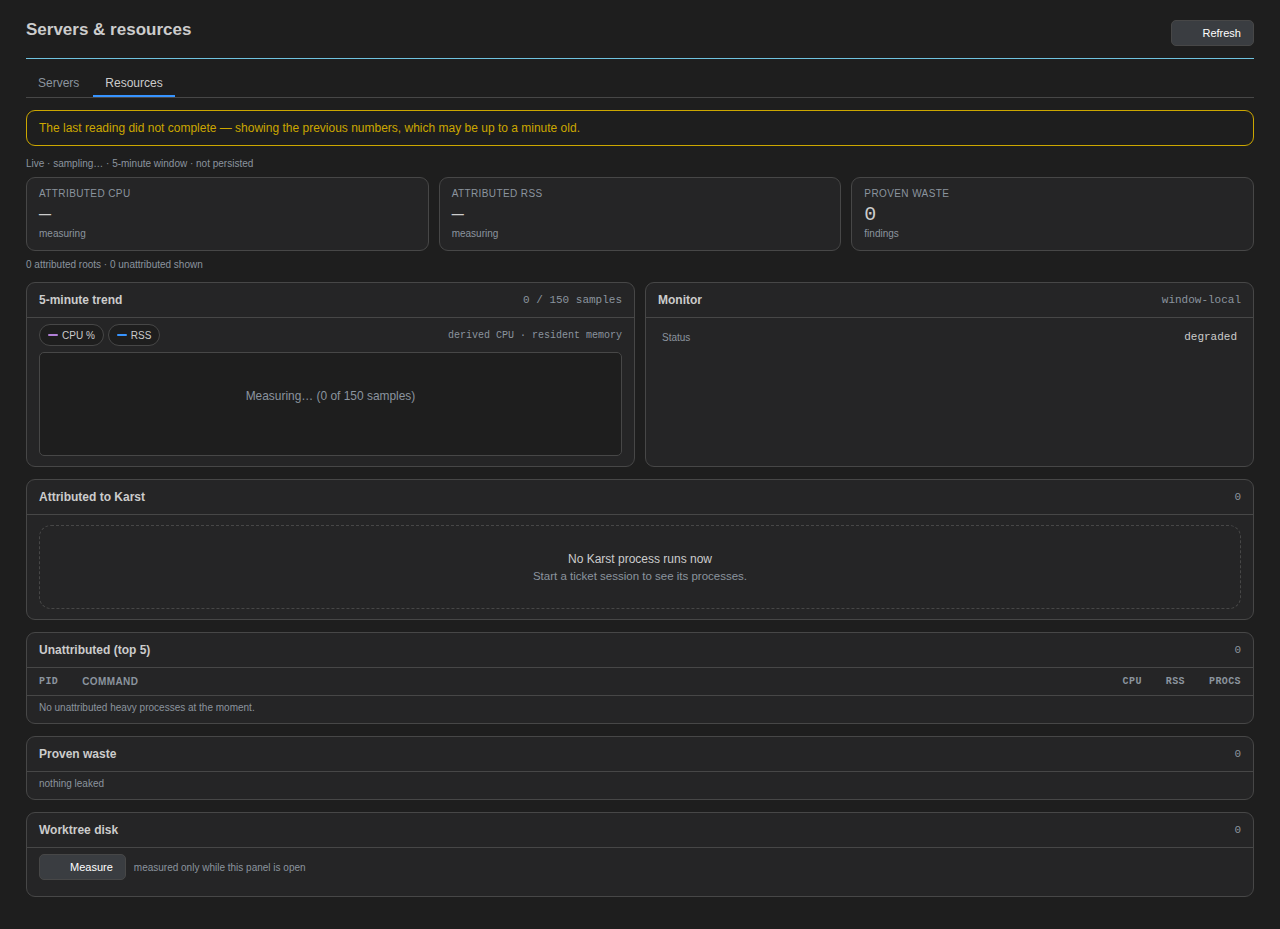 Servers & resources
Refresh
Servers Resources
The last reading did not complete — showing the previous numbers, which may be up to a minute old.
Live · sampling… · 5-minute window · not persisted
ATTRIBUTED CPU
—
measuring
ATTRIBUTED RSS
—
measuring
PROVEN WASTE
0
findings
0 attributed roots · 0 unattributed shown
5-minute trend 0 / 150 samples
CPU % RSS derived CPU · resident memory
Measuring… (0 of 150 samples)
Monitor window-local
Status degraded
Attributed to Karst 0
No Karst process runs now
Start a ticket session to see its processes.
Unattributed (top 5) 0
PID COMMAND CPU RSS PROCS
No unattributed heavy processes at the moment.
Proven waste 0
nothing leaked
Worktree disk 0
Measure measured only while this panel is open